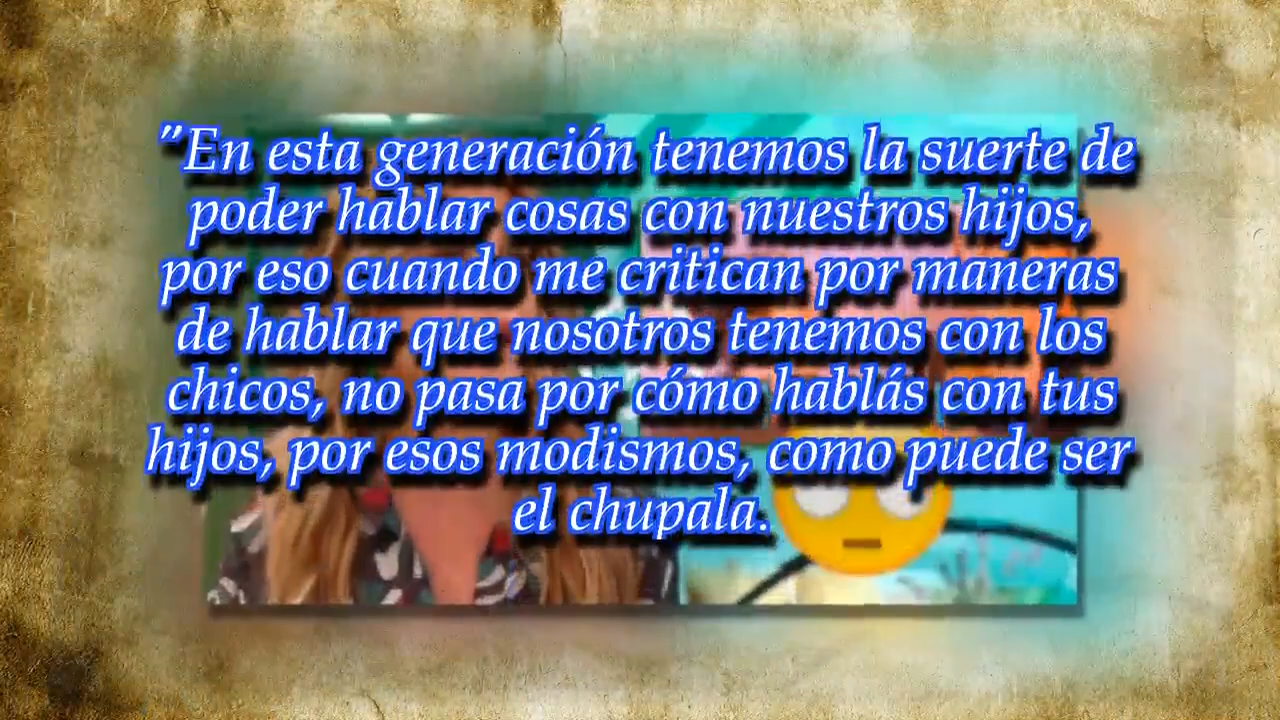 "En esta generación tenemos la suerte de
poder hablar cosas con nuestros hijos,
por eso cuando me critican por maneras
de hablar que nosotros tenemos con los
chicos, no pasa por cómo hablás con tus
hijos, por esos modismos, como puede ser
el chupala.